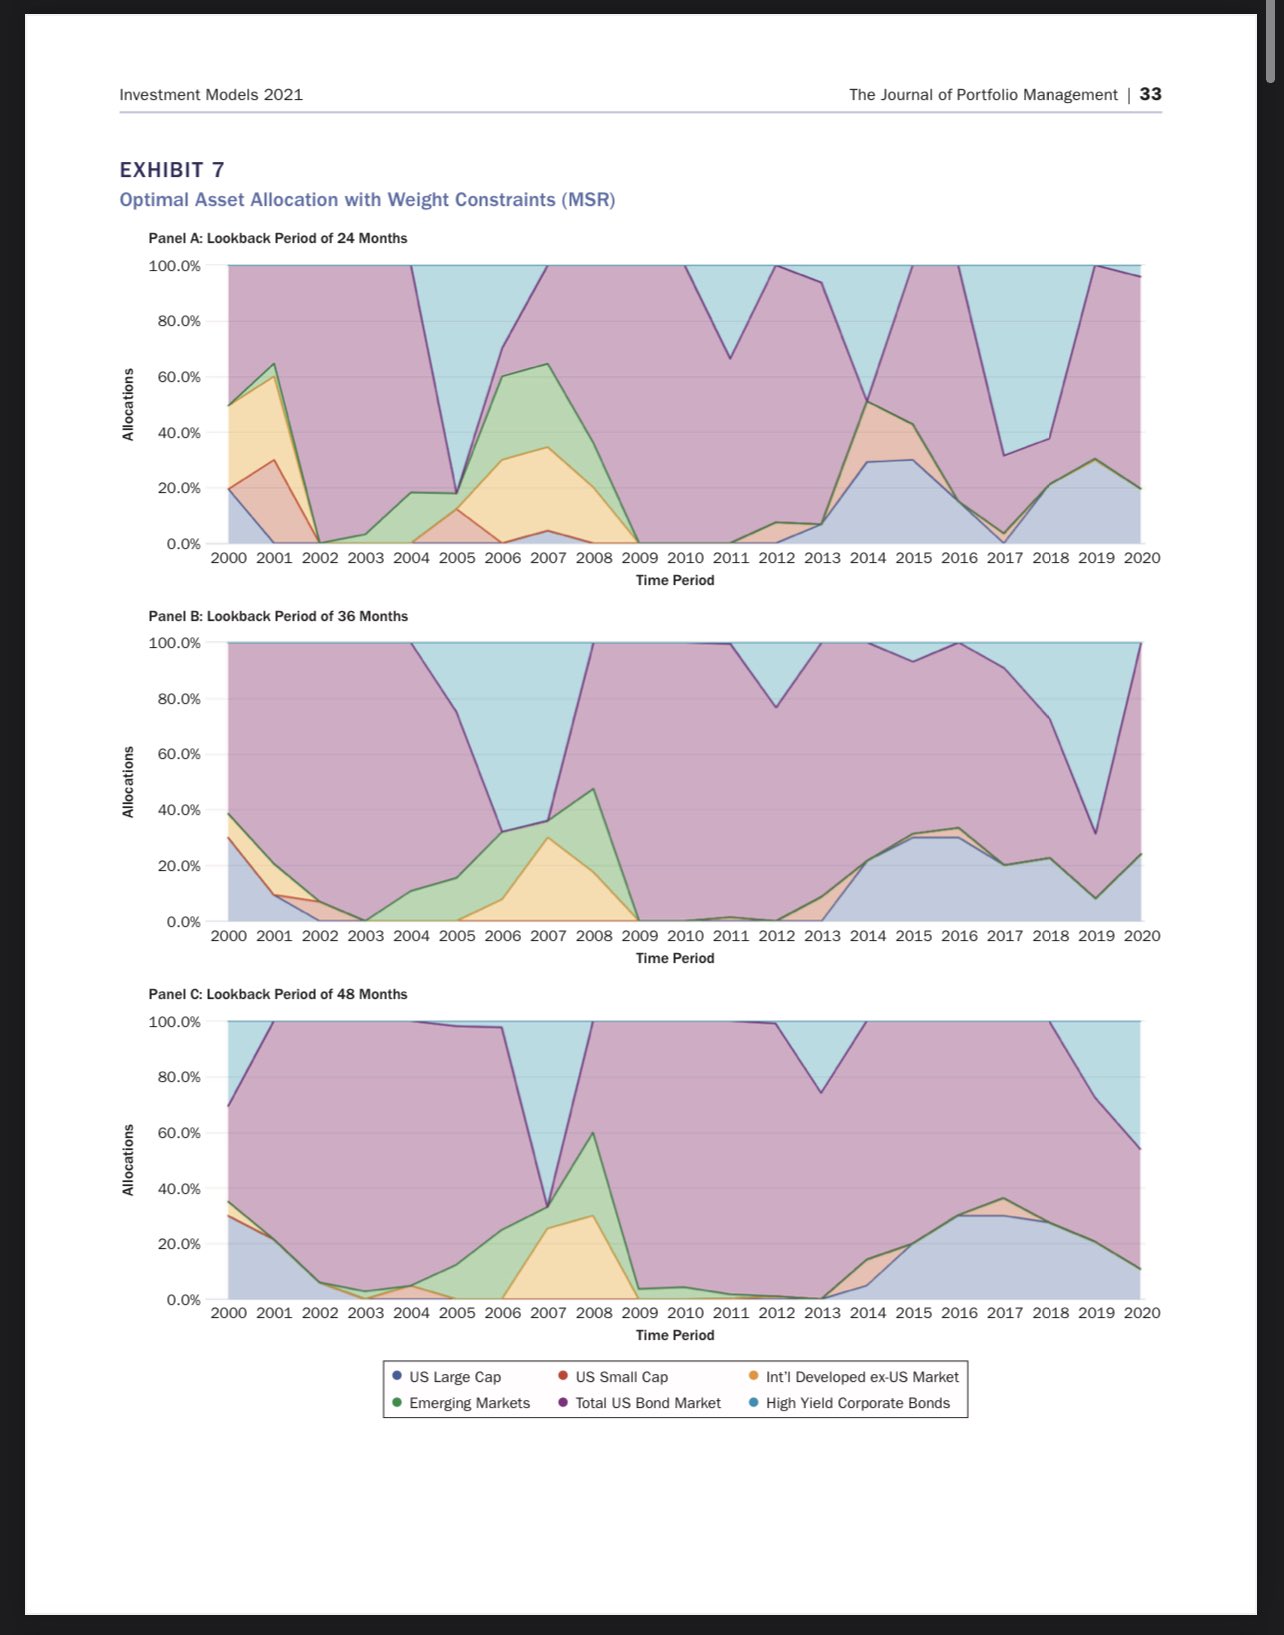 Investment Models 2021
The Journal of Portfolio Management | 33
EXHIBIT 7
Optimal Asset Allocation with Weight Constraints (MSR)
Panel A: Lookback Period of 24 Months
100.0%
80.0%
60.0%
40.0%
20.0%
0.0%
Allocations
2000 2001 2002 2003 2004 2005 2006 2007 2008 2009 2010 2011 2012 2013 2014 2015 2016 2017 2018 2019 2020
Time Period
Panel B: Lookback Period of 36 Months
100.0%
80.0%
60.0%
40.0%
20.0%
0.0%
Allocations
2000 2001 2002 2003 2004 2005 2006 2007 2008 2009 2010 2011 2012 2013 2014 2015 2016 2017 2018 2019 2020
Time Period
Panel C: Lookback Period of 48 Months
100.0%
80.0%
60.0%
40.0%
20.0%
0.0%
Allocations
2000 2001 2002 2003 2004 2005 2006 2007 2008 2009 2010 2011 2012 2013 2014 2015 2016 2017 2018 2019 2020
Time Period
US Large Cap US Small Cap Int'l Developed ex-US Market
Emerging Markets Total US Bond Market High Yield Corporate Bonds